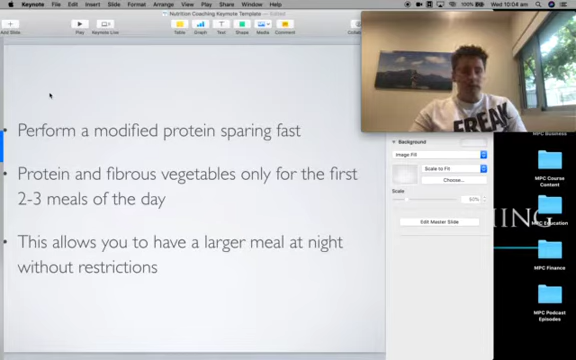 Keynote File Edit Insert Slide Format Arrange View Play Share Window Help 100% Wed 10:04 am
Nutrition Coaching Keynote Template — Edited
Add Slide Play Keynote Live Table Chart Text Shape Media Comment
• Perform a modified protein sparing fast
• Protein and fibrous vegetables only for the first
2-3 meals of the day
• This allows you to have a larger meal at night
without restrictions
FREAK
Background
Image Fill
Scale to Fit
Choose...
Scale
Edit Master Slide
MPC Business
MPC Course
Content
MPC Education
MPC Finance
MPC Podcast
Episodes